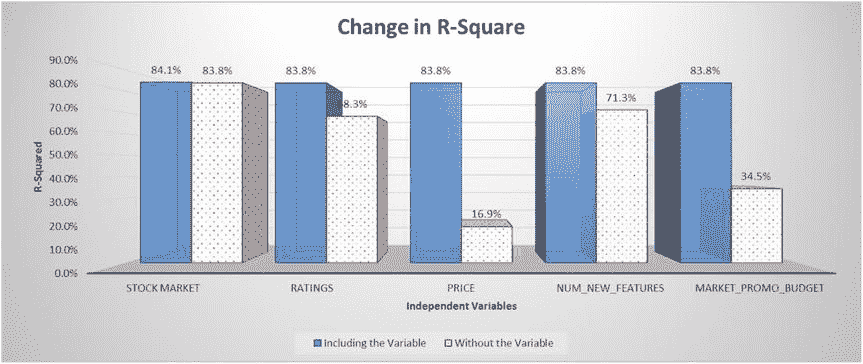 Change in R-Square
90.0%
80.0%
70.0%
60.0%
50.0%
40.0%
30.0%
20.0%
10.0%
0.0%
R-Squared
84.1%
83.8%
83.8%
8.3%
83.8%
16.9%
83.8%
71.3%
83.8%
34.5%
STOCK MARKET
RATINGS
PRICE
NUM_NEW_FEATURES
MARKET_PROMO_BUDGET
Independent Variables
Including the Variable
Without the Variable